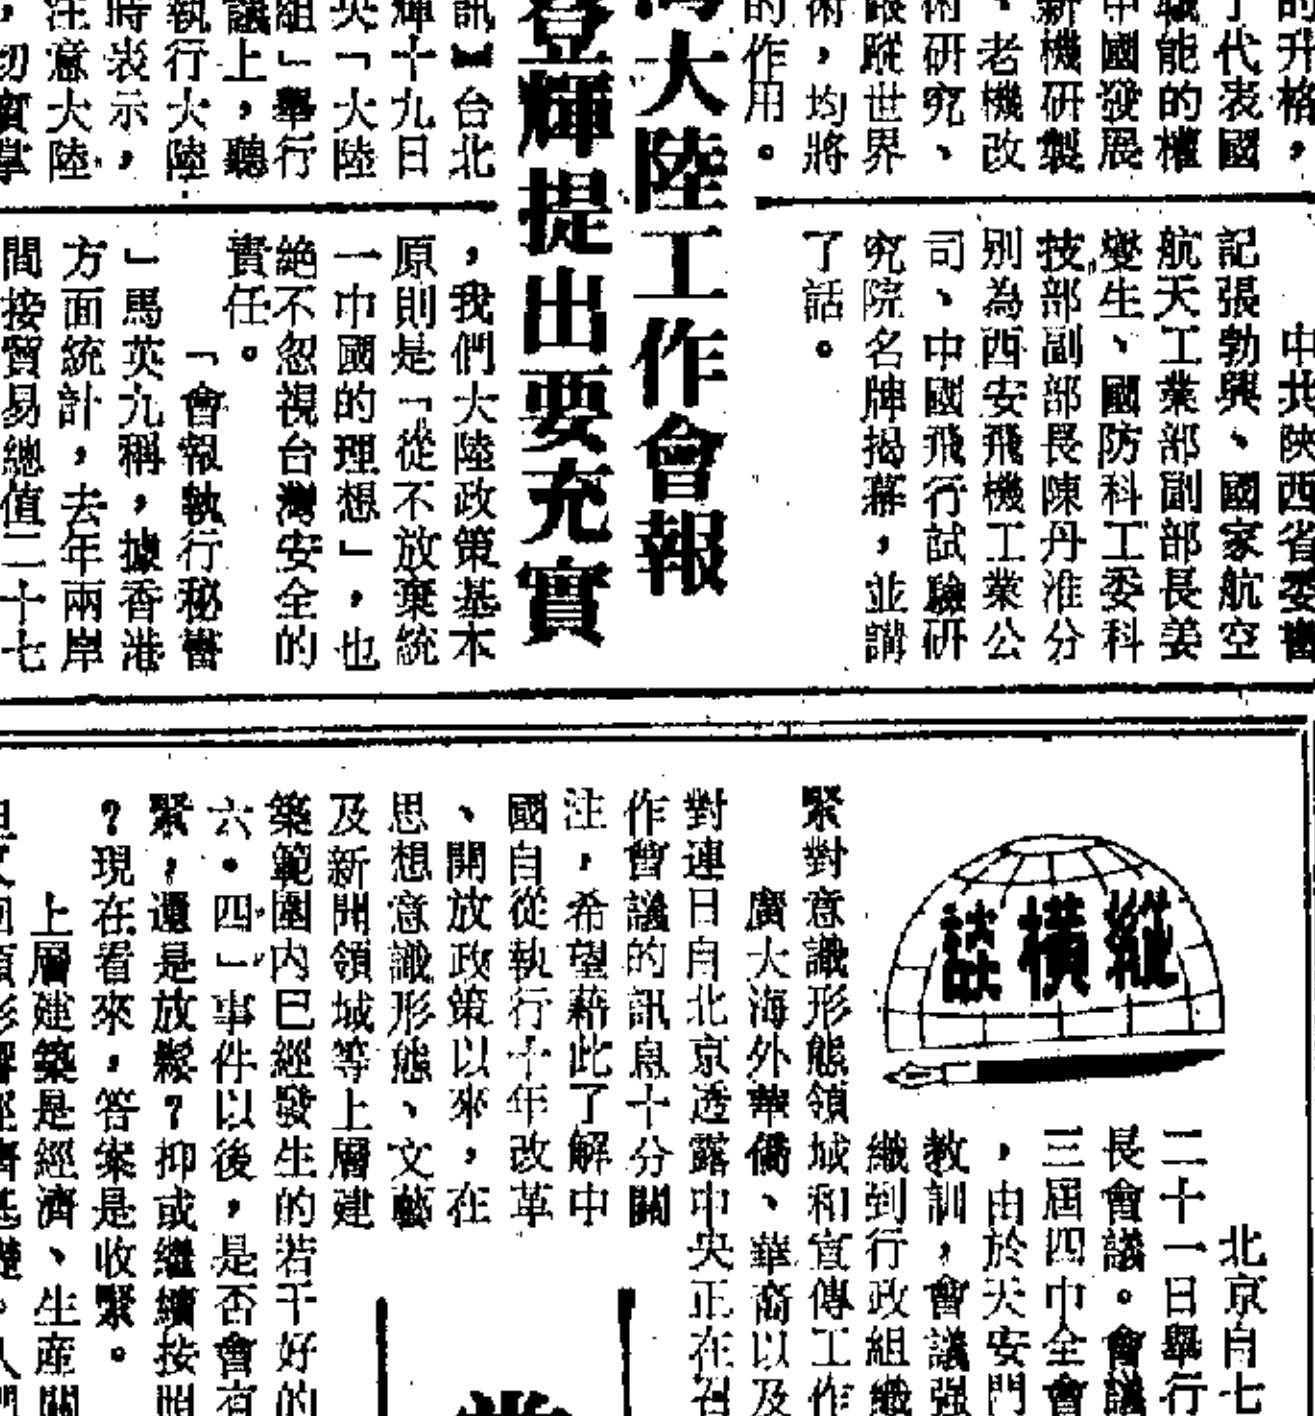 的升格，
了代表國
職能的權
中國發展
新機研製
、老機改
術研究、
跟蹤世界
術，均將
的作用。
中共陝西省委書
記張勃興、國家航空
航天工業部副部長姜
燮生、國防科工委科
技部副部長陳丹淮分
別為西安飛機工業公
司、中國飛行試驗研
究院名牌揭幕，並講
了話。
灣大陸工作會報
登輝提出要充實
訊】台北
輝十九日
央「大陸
組」舉行
議上，聽
執行大陸
時表示，
注意大陸
切實掌
，我們大陸政策基本
原則是「從不放棄統
一中國的理想」，也
絕不忽視台灣安全的
責任。
「會報執行秘書
」馬英九稱，據香港
方面統計，去年兩岸
間接貿易總值二十七
縱橫談
北京自七
二十一日舉行
長會議。會議
三屆四中全會
，由於天安門
教訓，會議强
織到行政組織
緊對意識形態領域和宣傳工作
廣大海外華僑、華裔以及
對連日自北京透露中央正在召
作會議的訊息十分關
注，希望藉此了解中
國自從執行十年改革
、開放政策以來，在
思想意識形態、文藝
及新開領域等上層建
築範圍內已經發生的若干好的
六·四」事件以後，是否會有
緊，還是放鬆？抑或繼續按照
？現在看來，答案是收緊。
上層建築是經濟、生產關